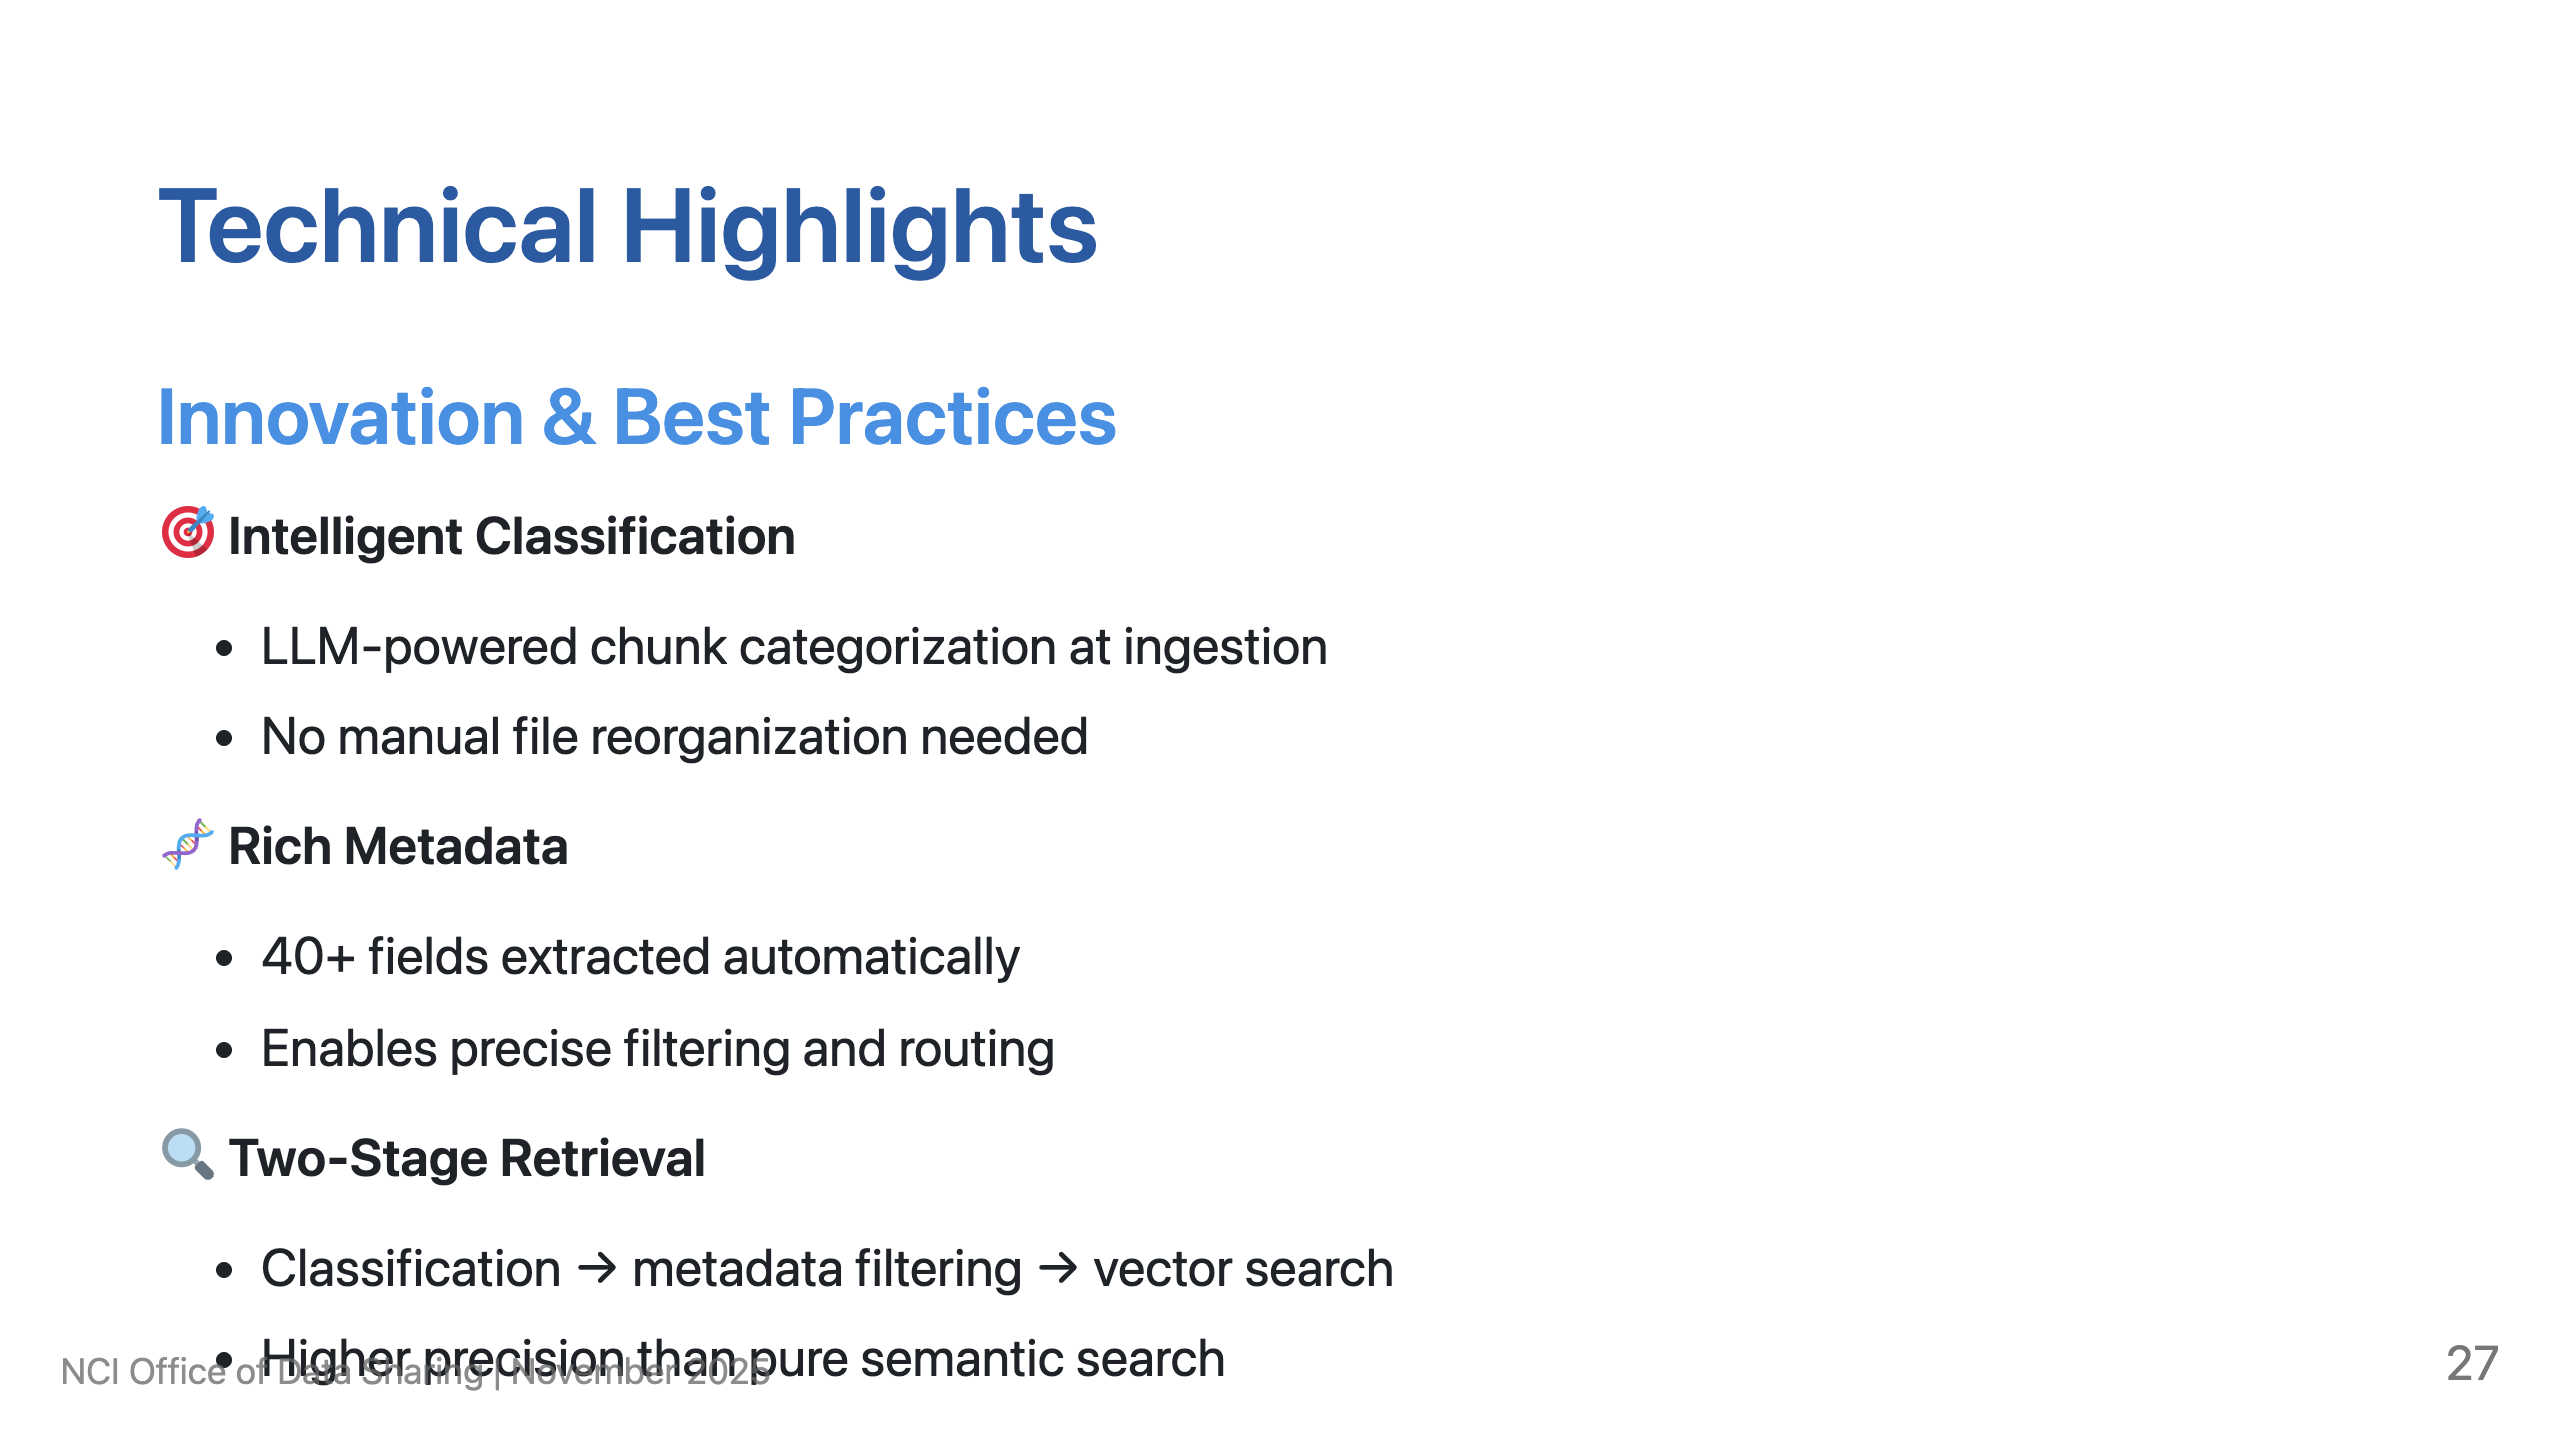 Technical Highlights
Innovation & Best Practices
🎯 Intelligent Classification
• LLM-powered chunk categorization at ingestion
• No manual file reorganization needed
🧬 Rich Metadata
• 40+ fields extracted automatically
• Enables precise filtering and routing
🔍 Two-Stage Retrieval
• Classification → metadata filtering → vector search
• Higher precision than pure semantic search
NCI Office of Data Sharing | November 2025
27